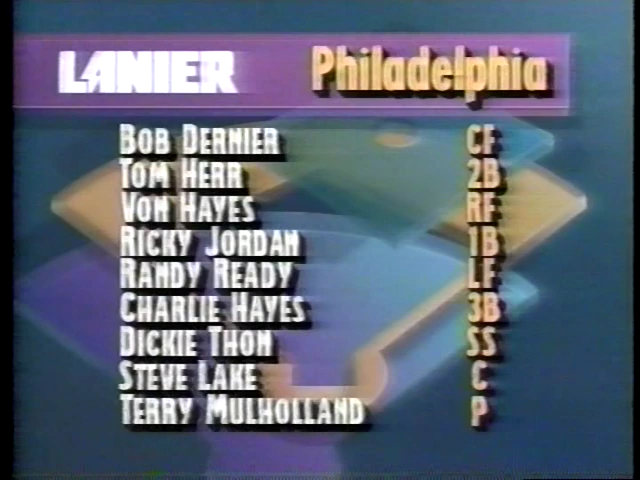 LANIER Philadelphia
BOB DERNIER CF
TOM HERR 2B
VON HAYES RF
RICKY JORDAN 1B
RANDY READY LF
CHARLIE HAYES 3B
DICKIE THON SS
STEVE LAKE C
TERRY MULHOLLAND P